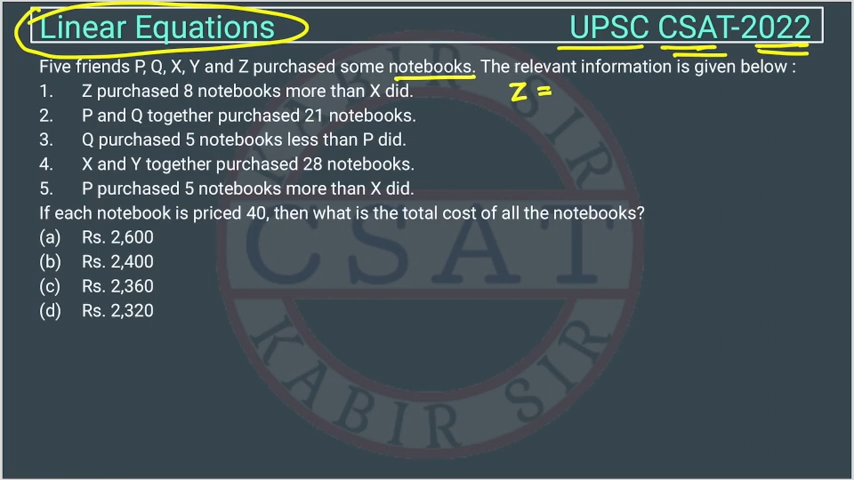 Linear Equations
UPSC CSAT-2022
Five friends P, Q, X, Y and Z purchased some notebooks. The relevant information is given below :
1. Z purchased 8 notebooks more than X did.
Z =
2. P and Q together purchased 21 notebooks.
3. Q purchased 5 notebooks less than P did.
4. X and Y together purchased 28 notebooks.
5. P purchased 5 notebooks more than X did.
If each notebook is priced 40, then what is the total cost of all the notebooks?
(a) Rs. 2,600
(b) Rs. 2,400
(c) Rs. 2,360
(d) Rs. 2,320
KABIR SIR
CSAT
KABIR SIR